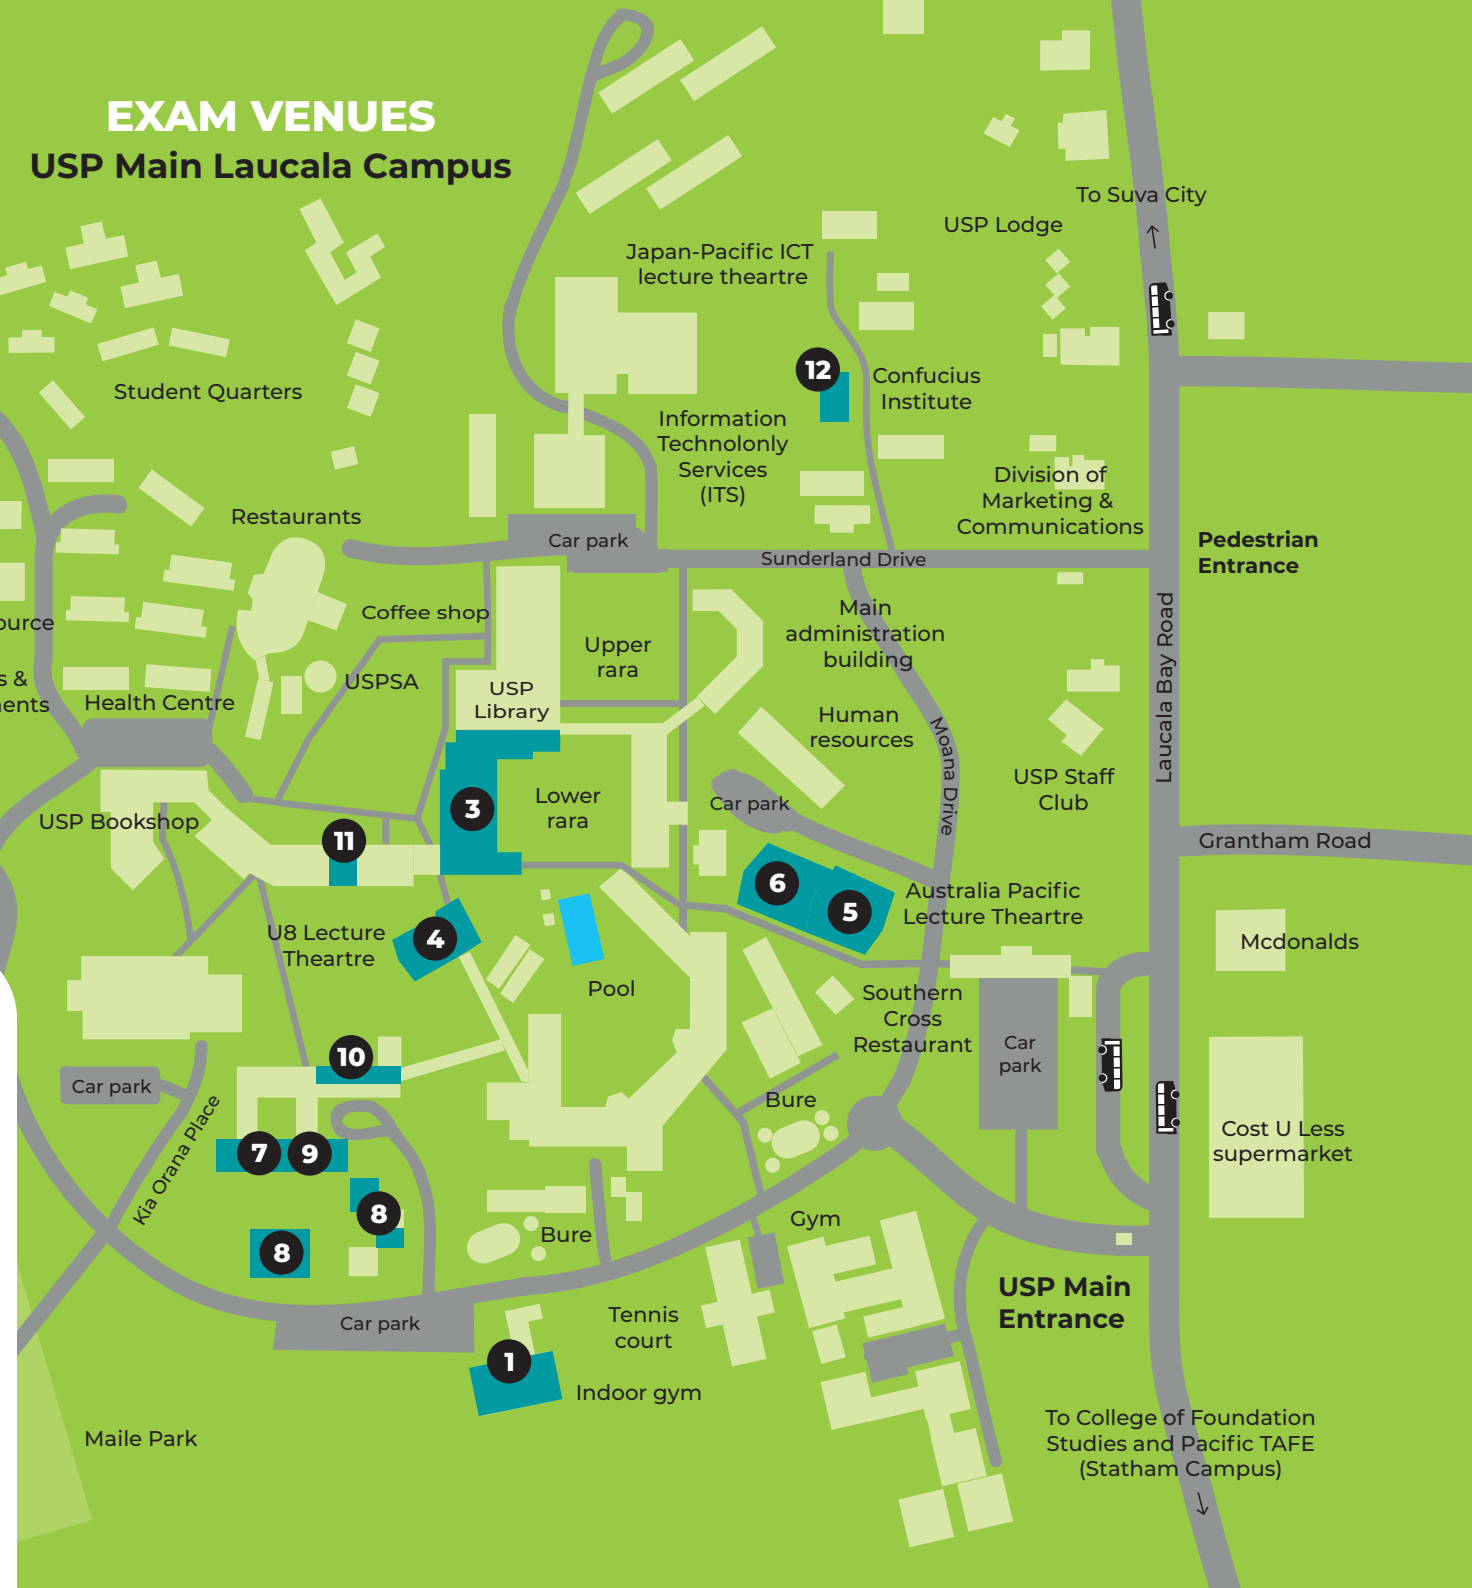 EXAM VENUES
USP Main Laucala Campus
To Suva City
USP Lodge
Japan-Pacific ICT
lecture theartre
12
Confucius
Institute
Student Quarters
Information
Technolonly
Services
(ITS)
Division of
Marketing &
Communications
Restaurants
Car park
Sunderland Drive
Pedestrian
Entrance
Coffee shop
Main
administration
building
Upper
rara
USPSA
USP
Library
Health Centre
ource
s &
ents
Human
resources
Moana Drive
Laucala Bay Road
USP Staff
Club
Car park
Lower
rara
3
USP Bookshop
11
Grantham Road
6
5
Australia Pacific
Lecture Theartre
U8 Lecture
Theartre
4
Pool
Mcdonalds
Southern
Cross
Restaurant
Car
park
10
Car park
Kia Orana Place
Bure
Cost U Less
supermarket
7
9
8
8
Bure
Gym
USP Main
Entrance
Car park
Tennis
court
1
Indoor gym
Maile Park
To College of Foundation
Studies and Pacific TAFE
(Statham Campus)